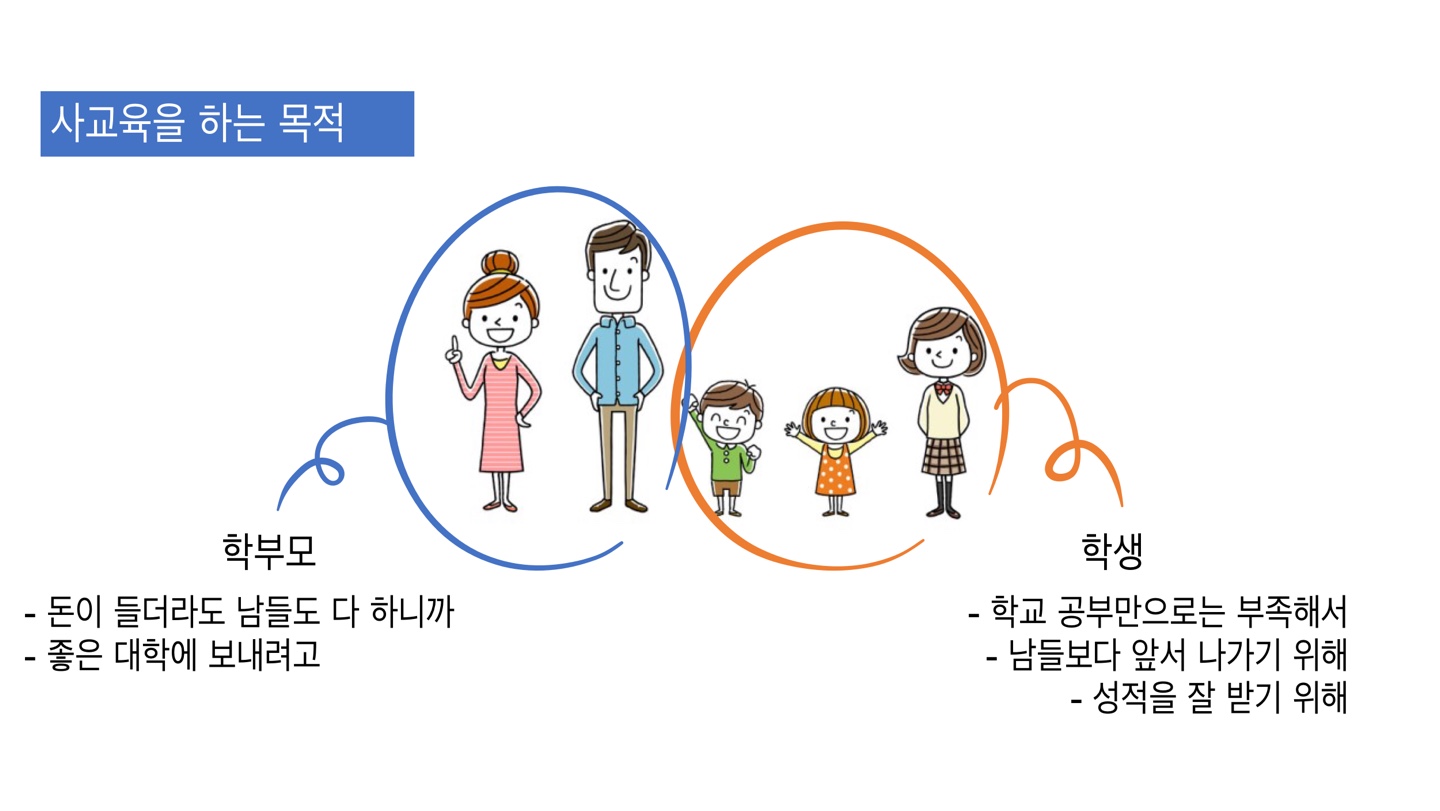 사교육을 하는 목적
학부모
- 돈이 들더라도 남들도 다 하니까
- 좋은 대학에 보내려고
학생
- 학교 공부만으로는 부족해서
- 남들보다 앞서 나가기 위해
- 성적을 잘 받기 위해